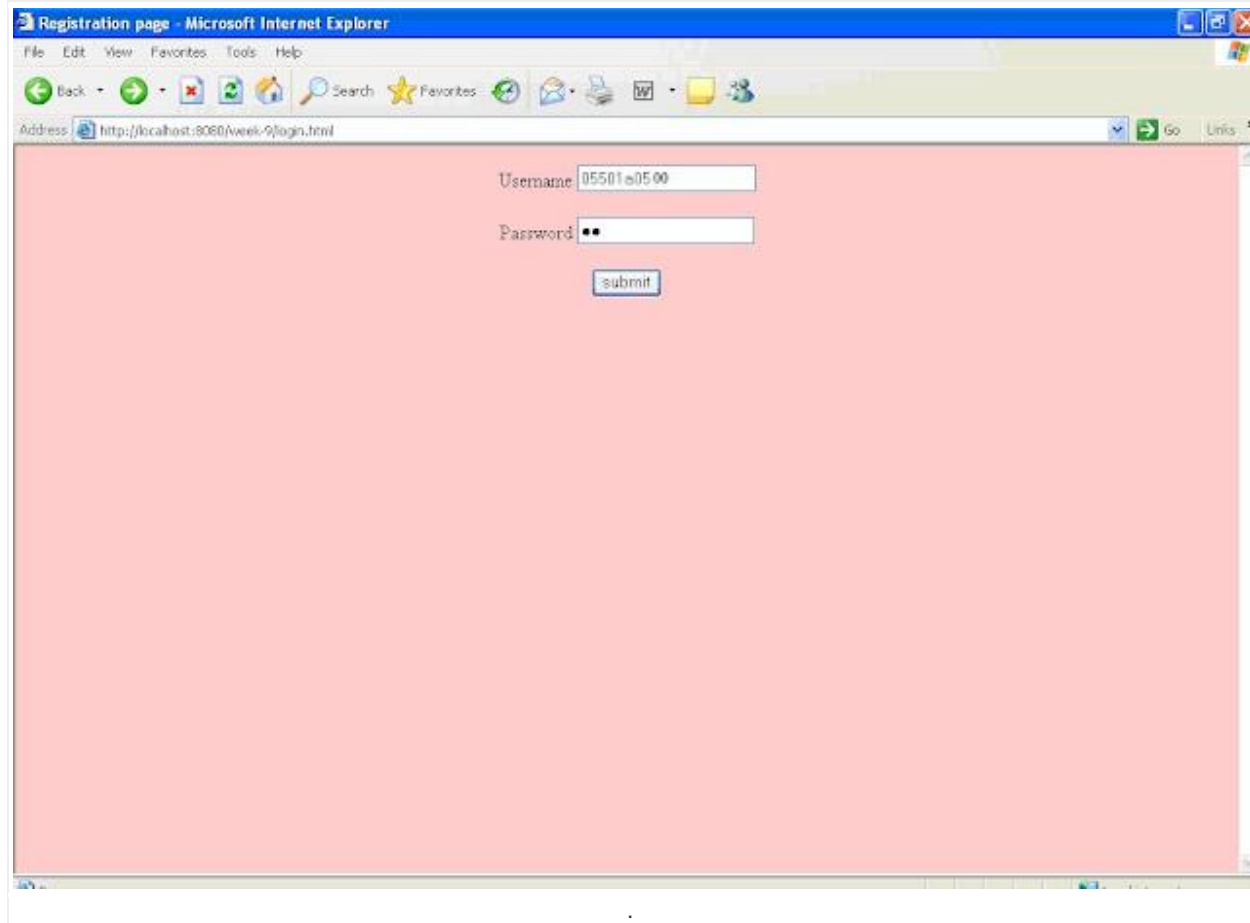 Registration page - Microsoft Internet Explorer
File Edit View Favorites Tools Help
Back Search Favorites
Address http://localhost:8080/week-9/login.html Go Links
Username 05501a0500
Password ••
submit